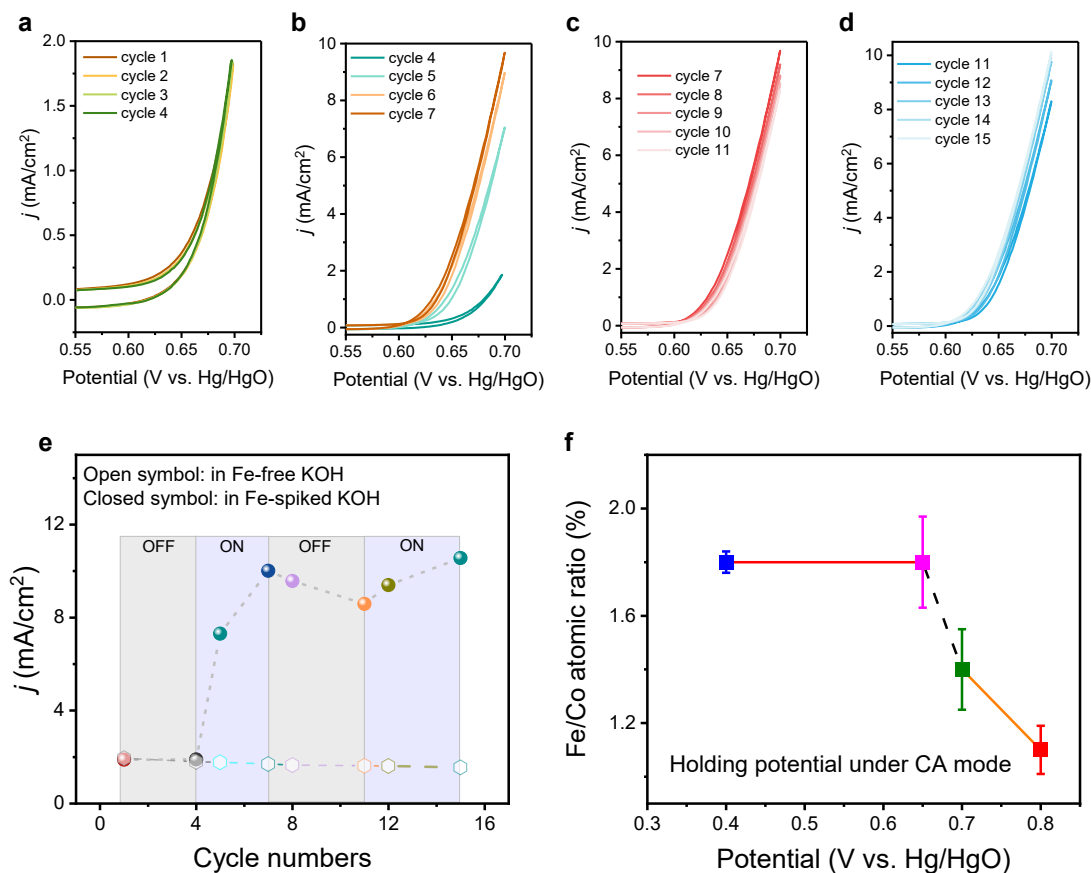 a
2.0
1.5
1.0
0.5
0.0
j (mA/cm²)
cycle 1
cycle 2
cycle 3
cycle 4
0.55 0.60 0.65 0.70
Potential (V vs. Hg/HgO)
b
10
8
6
4
2
0
j (mA/cm²)
cycle 4
cycle 5
cycle 6
cycle 7
0.55 0.60 0.65 0.70
Potential (V vs. Hg/HgO)
c
10
8
6
4
2
0
j (mA/cm²)
cycle 7
cycle 8
cycle 9
cycle 10
cycle 11
0.55 0.60 0.65 0.70
Potential (V vs. Hg/HgO)
d
10
8
6
4
2
0
j (mA/cm²)
cycle 11
cycle 12
cycle 13
cycle 14
cycle 15
0.55 0.60 0.65 0.70
Potential (V vs. Hg/HgO)
e
Open symbol: in Fe-free KOH
Closed symbol: in Fe-spiked KOH
OFF ON OFF ON
12
8
4
0
j (mA/cm²)
0 4 8 12 16
Cycle numbers
f
2.0
1.6
1.2
Fe/Co atomic ratio (%)
Holding potential under CA mode
0.3 0.4 0.5 0.6 0.7 0.8
Potential (V vs. Hg/HgO)